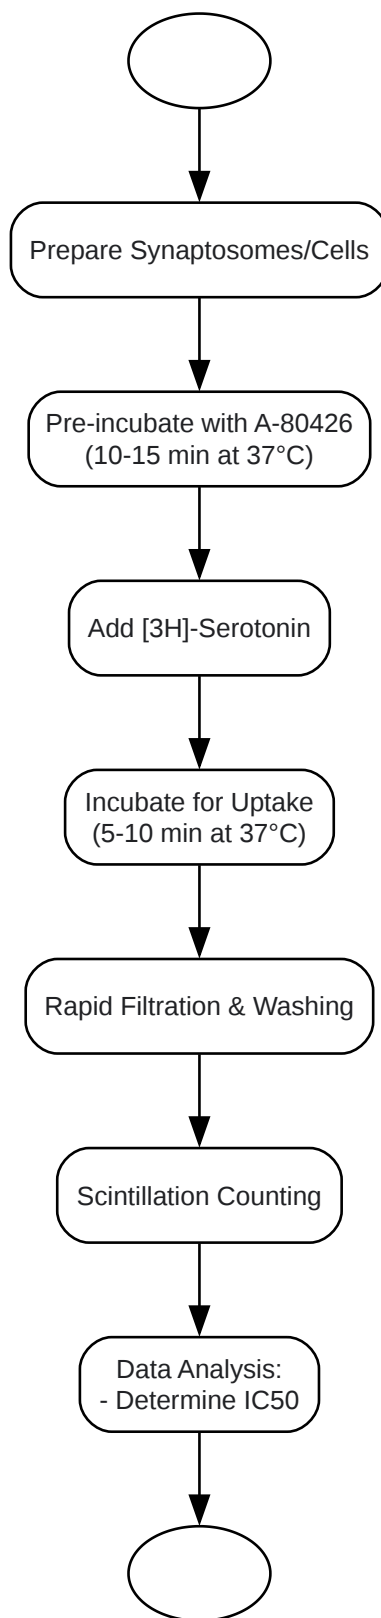 Prepare Synaptosomes/Cells
Pre-incubate with A-80426
(10-15 min at 37°C)
Add [3H]-Serotonin
Incubate for Uptake
(5-10 min at 37°C)
Rapid Filtration & Washing
Scintillation Counting
Data Analysis:
- Determine IC50